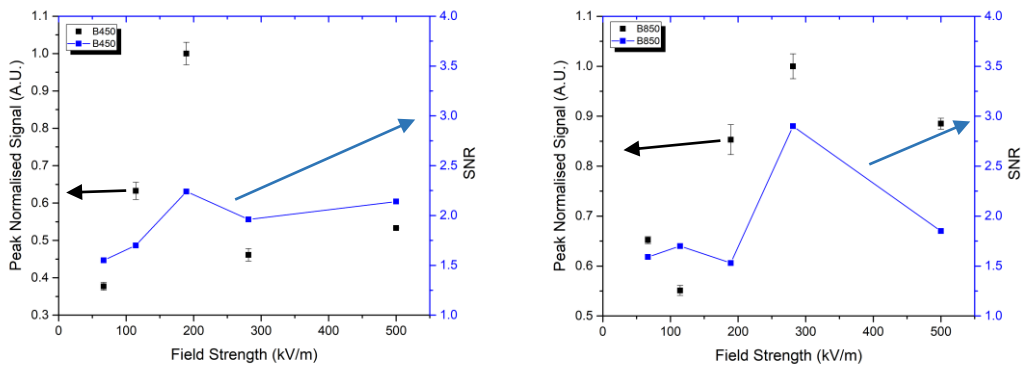 B450
B450
Peak Normalised Signal (A.U.)
1.1
1.0
0.9
0.8
0.7
0.6
0.5
0.4
0.3
0 100 200 300 400 500
Field Strength (kV/m)
4.0
3.5
3.0
2.5
2.0
1.5
1.0
SNR
B850
B850
Peak Normalised Signal (A.U.)
1.1
1.0
0.9
0.8
0.7
0.6
0.5
0 100 200 300 400 500
Field Strength (kV/m)
4.0
3.5
3.0
2.5
2.0
1.5
1.0
SNR